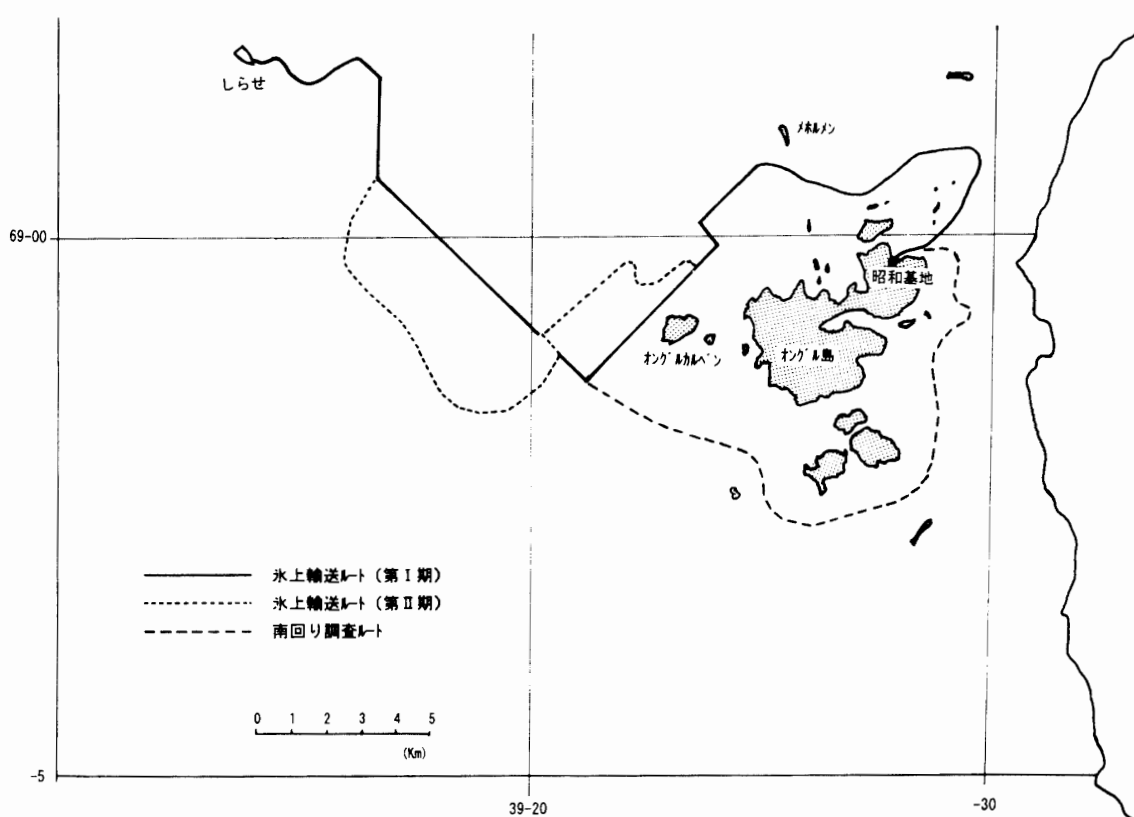 しらせ
メホルメン
69-00
昭和基地
オングルカルベン
オングル島
氷上輸送ルート (第Ⅰ期)
氷上輸送ルート (第Ⅱ期)
南回り調査ルート
0 1 2 3 4 5
(Km)
-5
39-20
-30